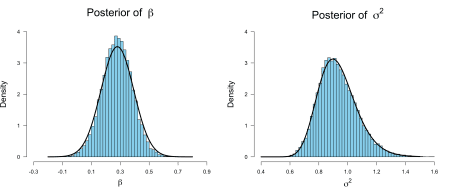 Posterior of β
Density
4
3
2
1
0
-0.3 -0.1 0.1 0.3 0.5 0.7 0.9
β
Posterior of σ²
Density
4
3
2
1
0
0.4 0.6 0.8 1.0 1.2 1.4 1.6
σ²